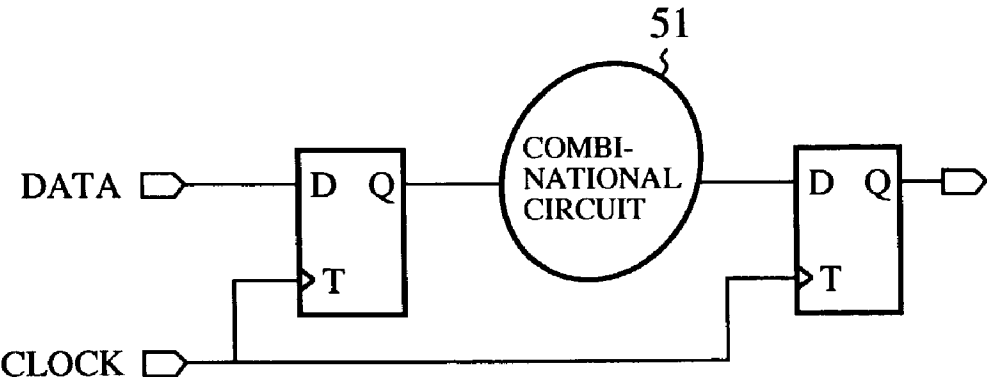 51
COMBI-
NATIONAL
CIRCUIT
DATA
D Q
D Q
T
T
CLOCK